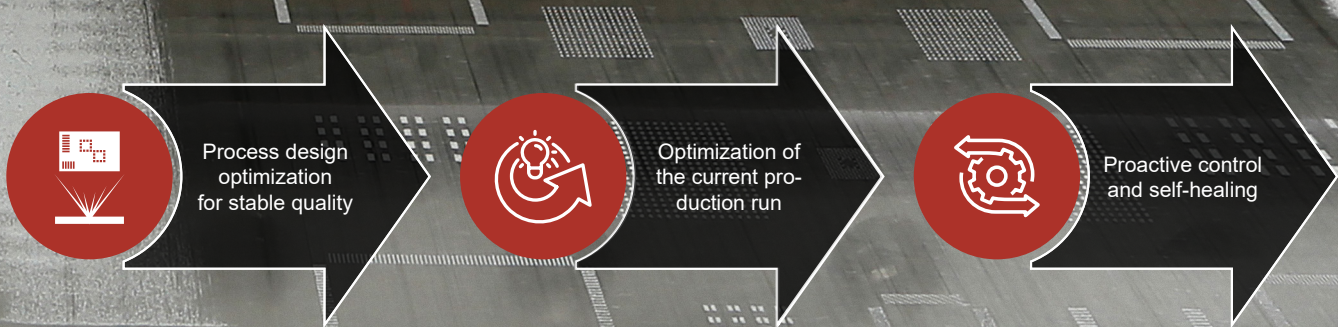 Process design
optimization
for stable quality
Optimization of
the current pro-
duction run
Proactive control
and self-healing